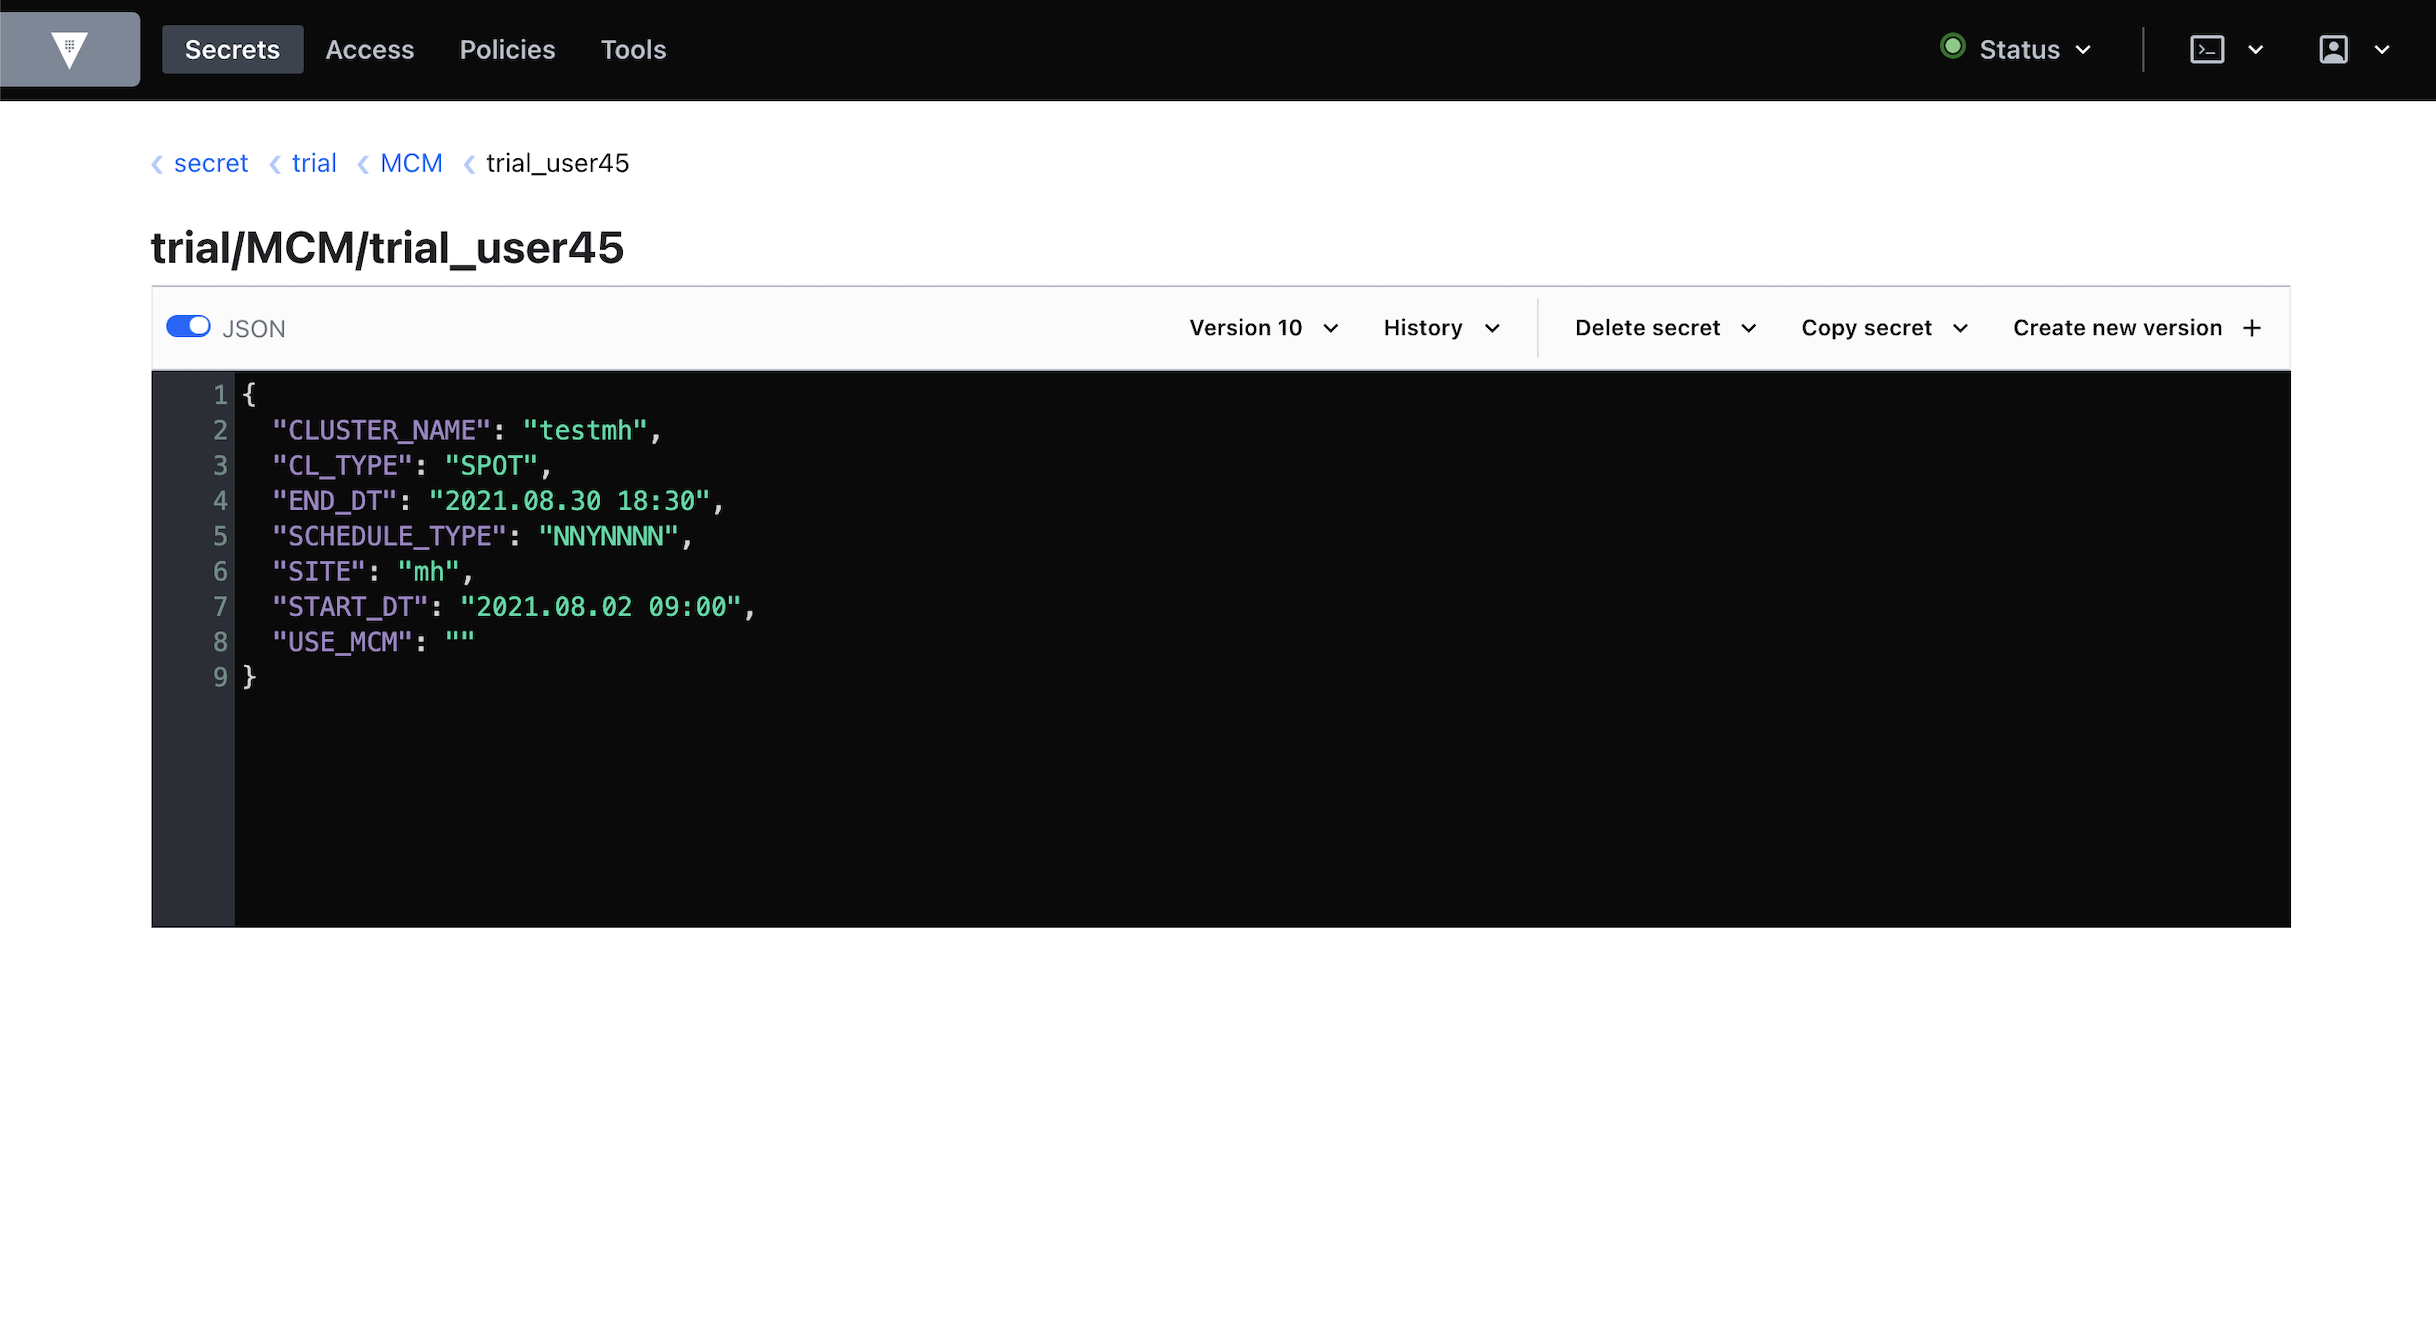 Secrets Access Policies Tools Status
secret trial MCM trial_user45
trial/MCM/trial_user45
JSON Version 10 History Delete secret Copy secret Create new version
1 {
2 "CLUSTER_NAME": "testmh",
3 "CL_TYPE": "SPOT",
4 "END_DT": "2021.08.30 18:30",
5 "SCHEDULE_TYPE": "NNYNNNN",
6 "SITE": "mh",
7 "START_DT": "2021.08.02 09:00",
8 "USE_MCM": ""
9 }